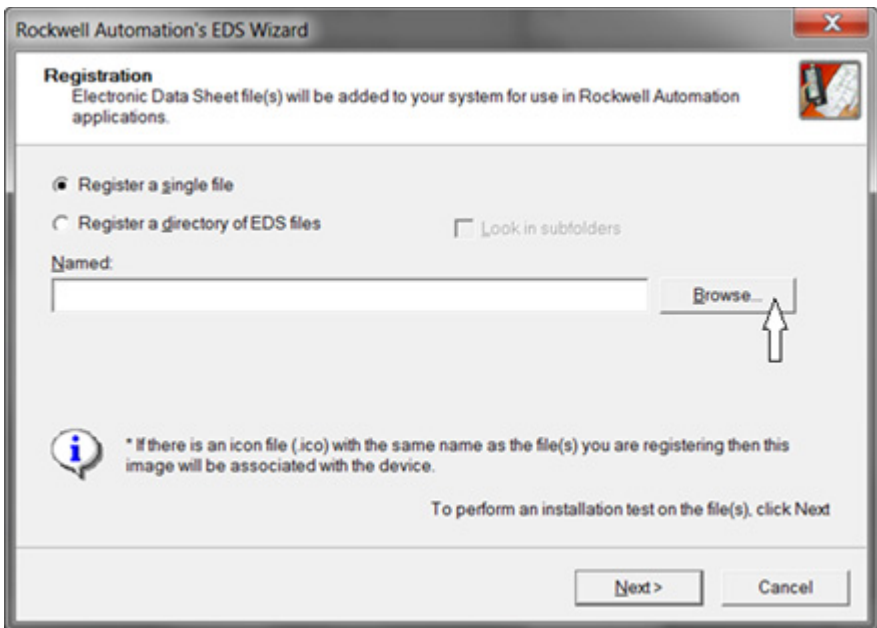 Rockwell Automation's EDS Wizard
Registration
Electronic Data Sheet file(s) will be added to your system for use in Rockwell Automation
applications.
Register a single file
Register a directory of EDS files
Look in subfolders
Named:
Browse...
* If there is an icon file (.ico) with the same name as the file(s) you are registering then this
image will be associated with the device.
To perform an installation test on the file(s), click Next
Next >
Cancel